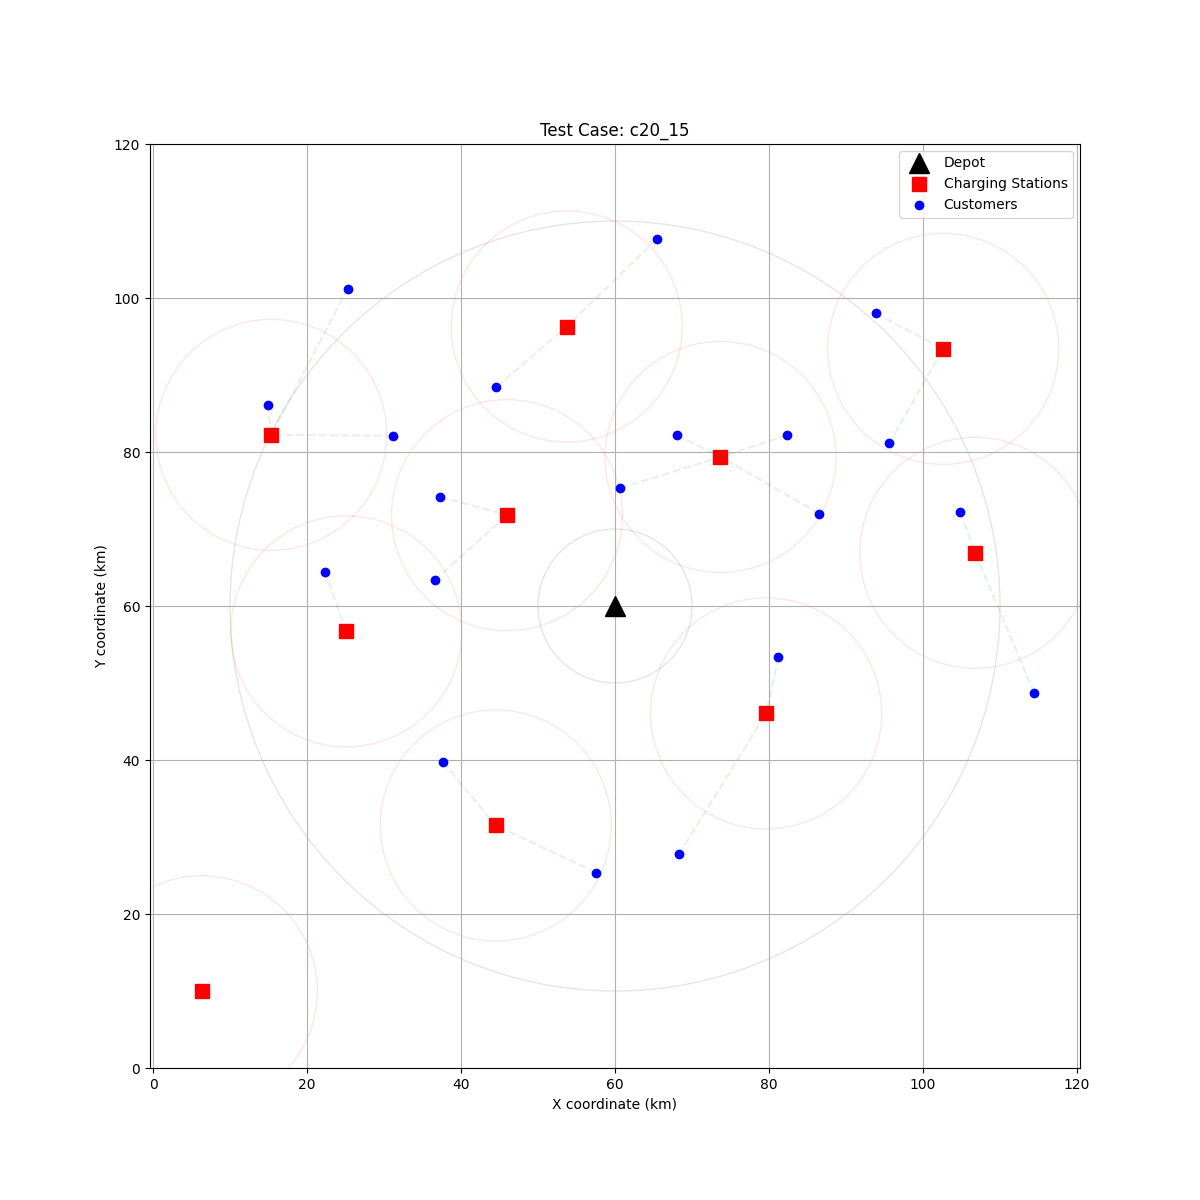 Test Case: c20_15
Depot
Charging Stations
Customers
120
100
80
60
40
20
0
Y coordinate (km)
0 20 40 60 80 100 120
X coordinate (km)